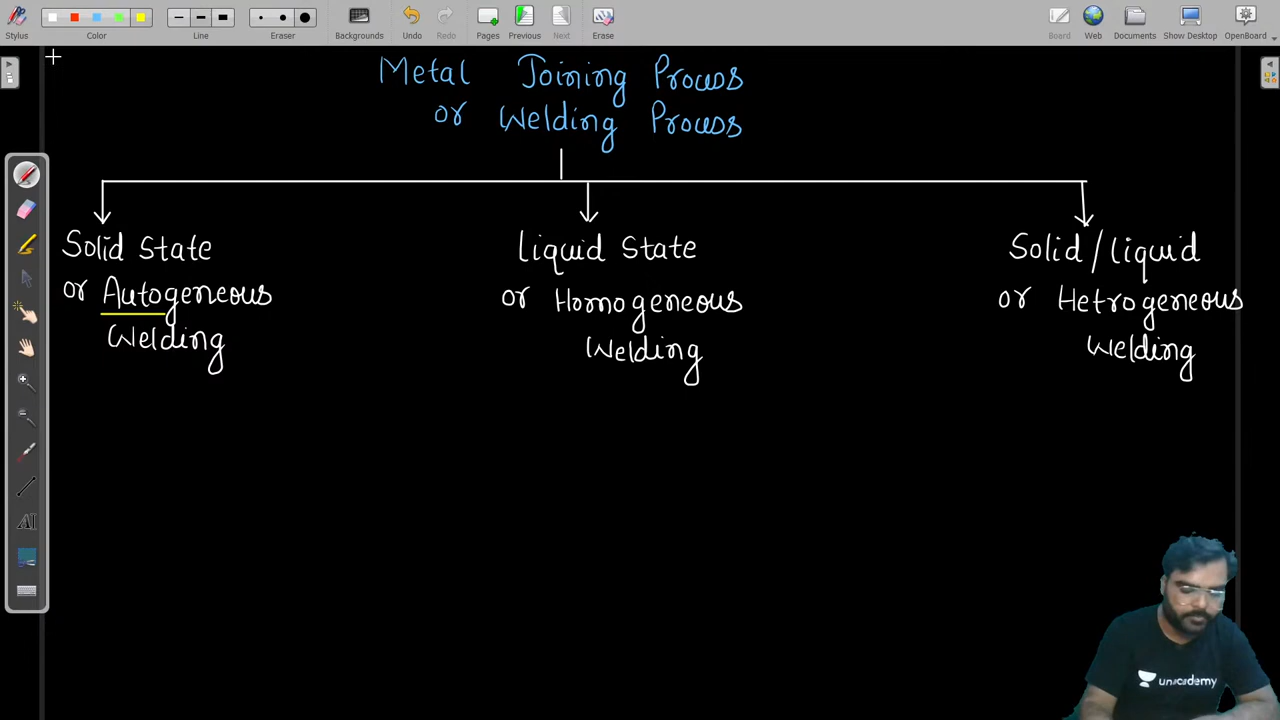 Stylus
Color
Line
Eraser
Backgrounds
Undo
Redo
Pages
Previous
Next
Erase
Board
Web
Documents
Show Desktop
OpenBoard
Metal Joining Process
or Welding Process
Solid State
or Autogeneous
Welding
Liquid State
or Homogeneous
Welding
Solid/Liquid
or Hetrogeneous
Welding
unacademy